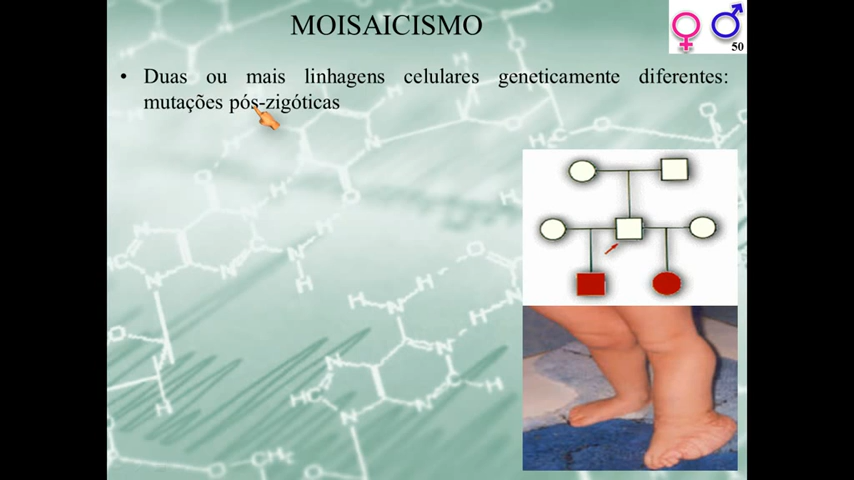 MOISAICISMO
50
• Duas ou mais linhagens celulares geneticamente diferentes:
mutações pós-zigóticas